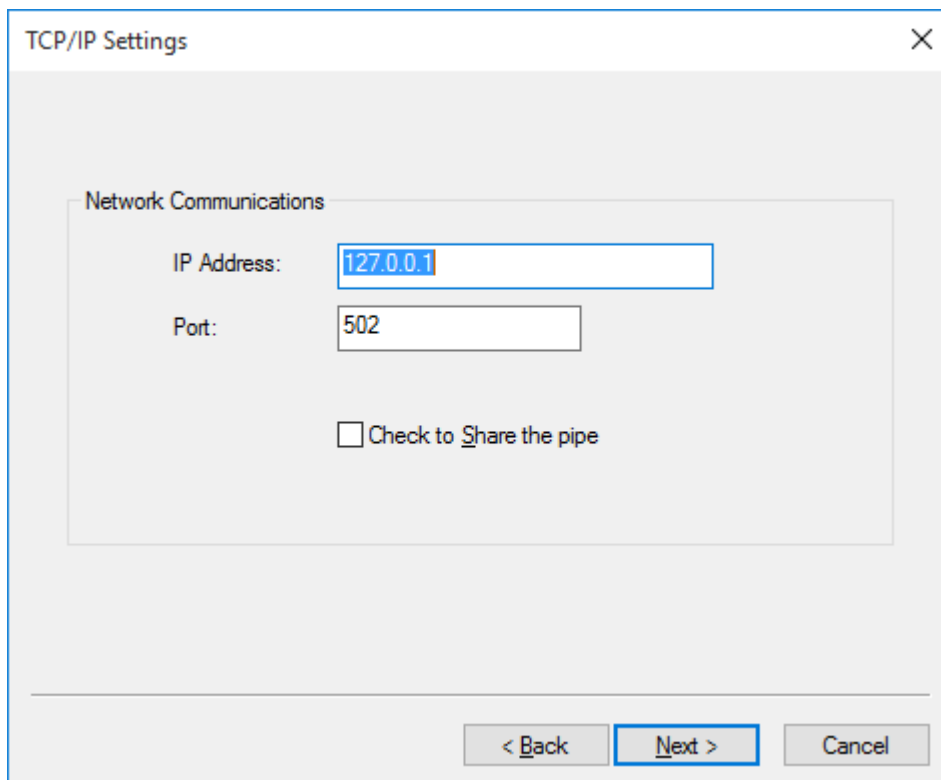 TCP/IP Settings
Network Communications
IP Address: 127.0.0.1
Port: 502
Check to Share the pipe
< Back Next > Cancel